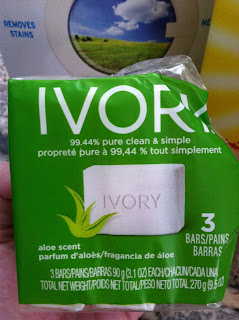 REMOVES
STAINS
IVORY
99.44% pure clean & simple
propreté pure à 99,44 % tout simplement
IVORY
3
BARS/PAINS/
BARRAS
aloe scent
parfum d'aloès/fragancia de áloe
3 BARS/PAINS/BARRAS 90 g (3.1 OZ) EACH/CHACUN/CADA UNA
TOTAL NET WEIGHT/POIDS NET TOTAL/PESO NETO TOTAL 270 g